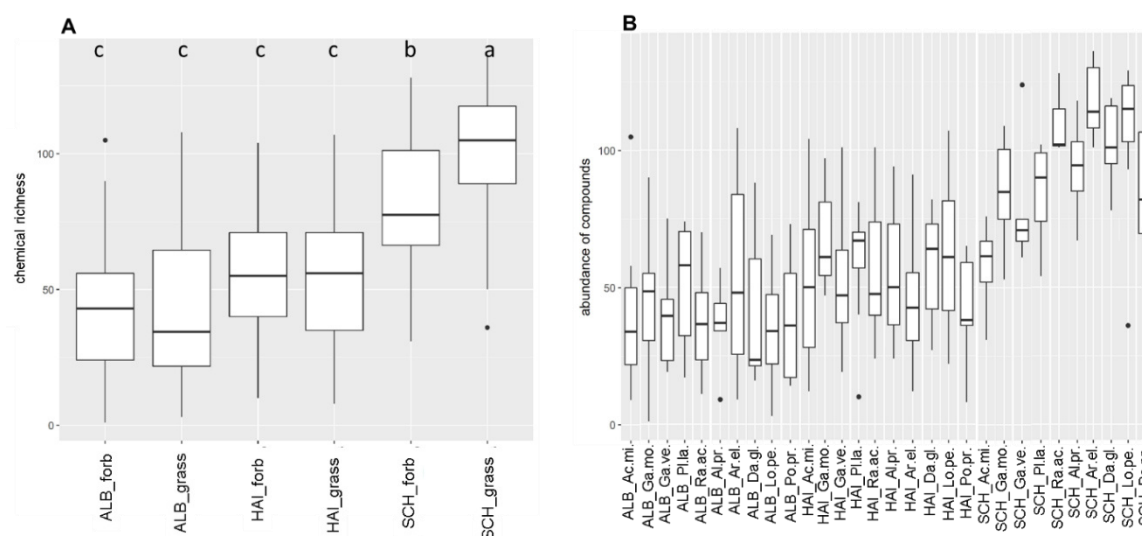 A
c c c c b a
chemical richness
100
50
0
ALB_forb
ALB_grass
HAI_forb
HAI_grass
SCH_forb
SCH_grass
B
abundance of compounds
100
50
0
ALB_Ac.mi.
ALB_Ga.mo.
ALB_Ga.ve.
ALB_Pl.la.
ALB_Ra.ac.
ALB_Al.pr.
ALB_Ar.el.
ALB_Da.gl.
ALB_Lo.pe.
ALB_Po.pr.
HAI_Ac.mi.
HAI_Ga.mo.
HAI_Ga.ve.
HAI_Pl.la.
HAI_Ra.ac.
HAI_Al.pr.
HAI_Ar.el.
HAI_Da.gl.
HAI_Lo.pe.
HAI_Po.pr.
SCH_Ac.mi.
SCH_Ga.mo.
SCH_Ga.ve.
SCH_Pl.la.
SCH_Ra.ac.
SCH_Al.pr.
SCH_Ar.el.
SCH_Da.gl.
SCH_Lo.pe.